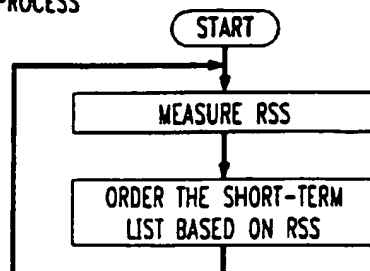 PROCESS
START
MEASURE RSS
ORDER THE SHORT-TERM
LIST BASED ON RSS